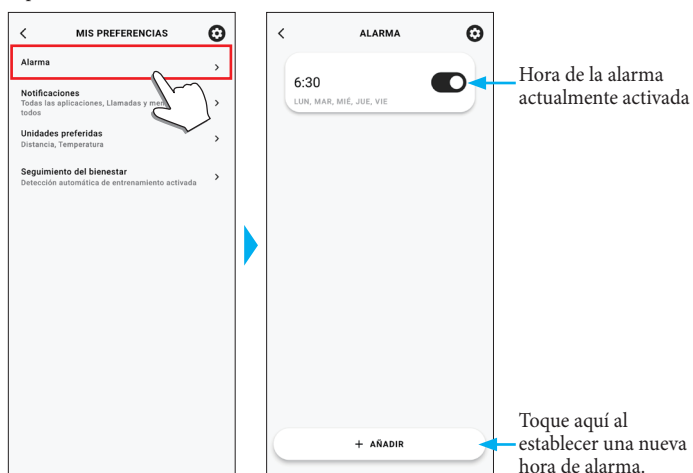 MIS PREFERENCIAS
Alarma
Notificaciones
Todas las aplicaciones, Llamadas y
todos
Unidades preferidas
Distancia, Temperatura
Seguimiento del bienestar
Detección automática de entrenamiento activada
ALARMA
6:30
LUN, MAR, MIÉ, JUE, VIE
+ AÑADIR
Hora de la alarma
actualmente activada
Toque aquí al
establecer una nueva
hora de alarma.